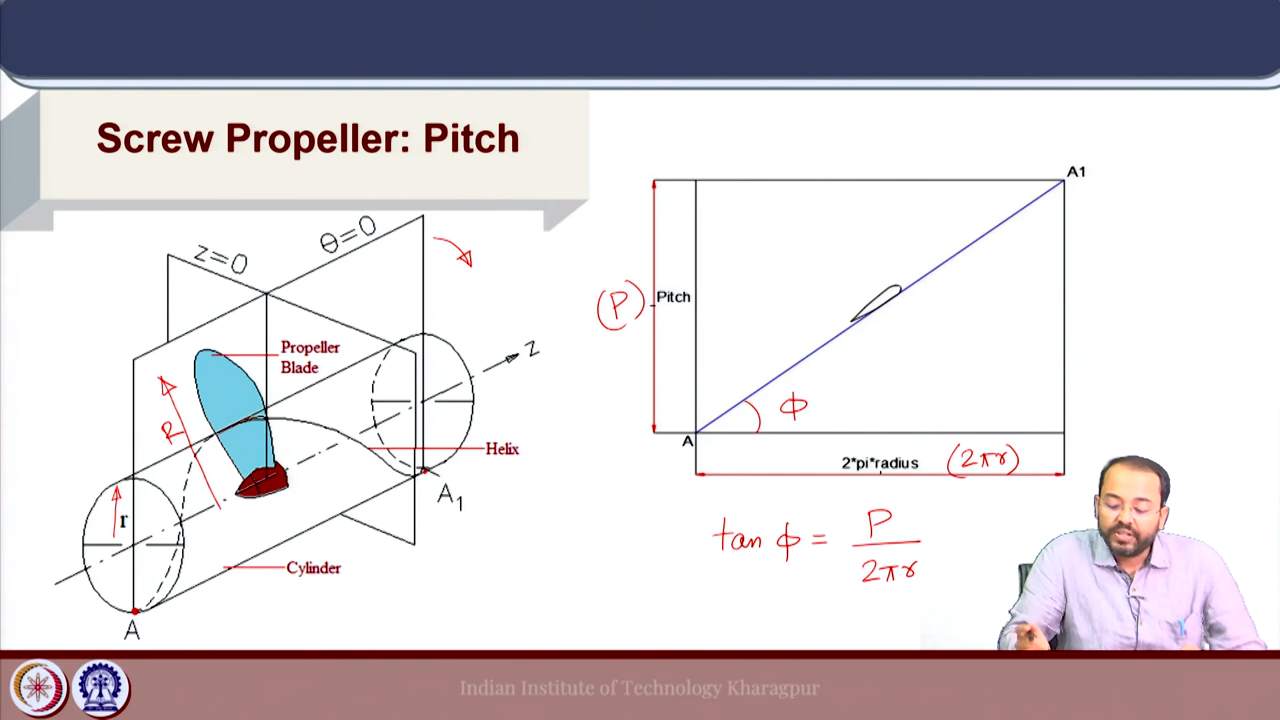 Screw Propeller: Pitch
z=0
θ=0
Propeller
Blade
R
r
z
Helix
A₁
Cylinder
A
A1
(P)
Pitch
ϕ
A
2*pi*radius
(2πr)
tan ϕ = P / 2πr
Indian Institute of Technology Kharagpur